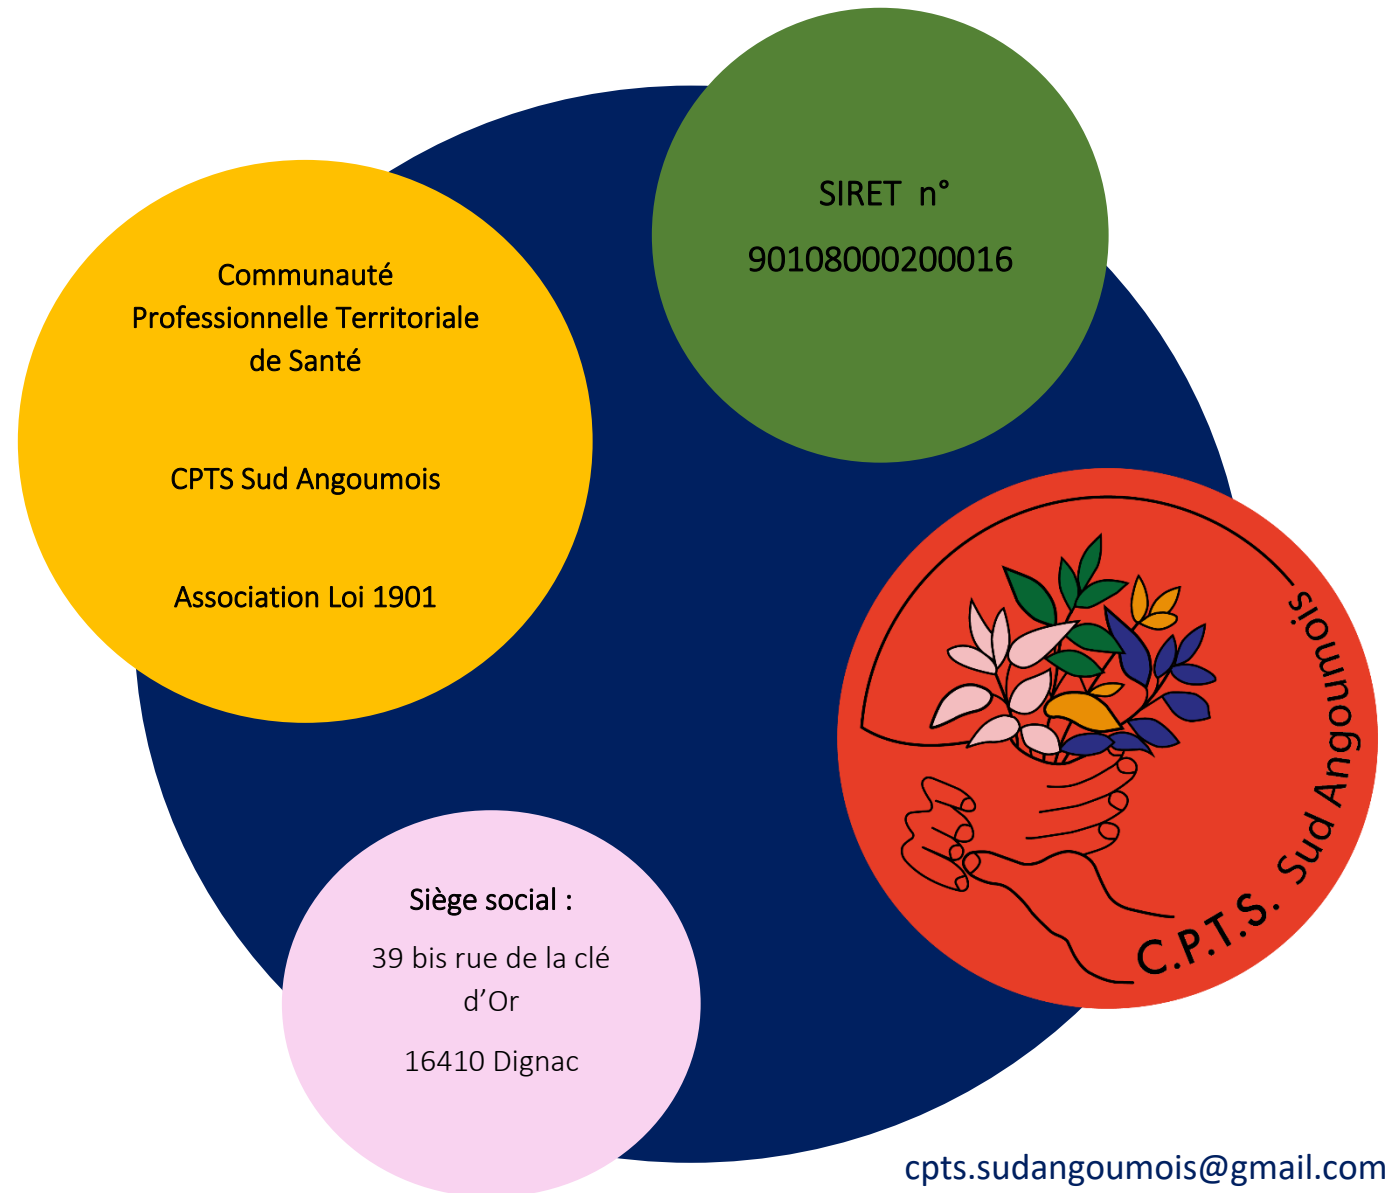 SIRET n°
90108000200016
Communauté
Professionnelle Territoriale
de Santé
CPTS Sud Angoumois
Association Loi 1901
C.P.T.S. Sud Angoumois
Siège social :
39 bis rue de la clé
d’Or
16410 Dignac
cpts.sudangoumois@gmail.com